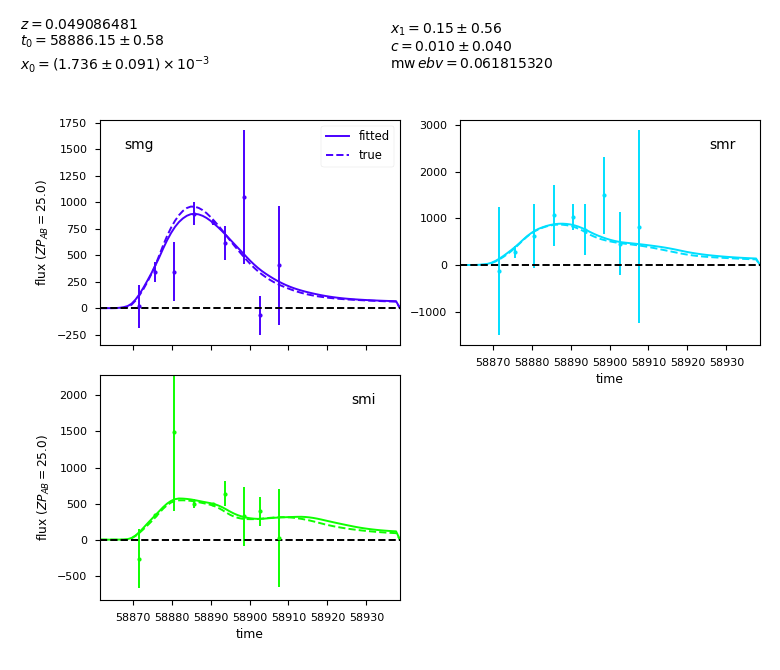 z = 0.049086481
t₀ = 58886.15 ± 0.58
x₀ = (1.736 ± 0.091) × 10⁻³
x₁ = 0.15 ± 0.56
c = 0.010 ± 0.040
mw ebv = 0.061815320
smg
fitted
true
1750
1500
1250
1000
750
500
250
0
−250
flux (ZP_AB = 25.0)
smr
3000
2000
1000
0
−1000
58870 58880 58890 58900 58910 58920 58930
time
smi
2000
1500
1000
500
0
−500
flux (ZP_AB = 25.0)
58870 58880 58890 58900 58910 58920 58930
time